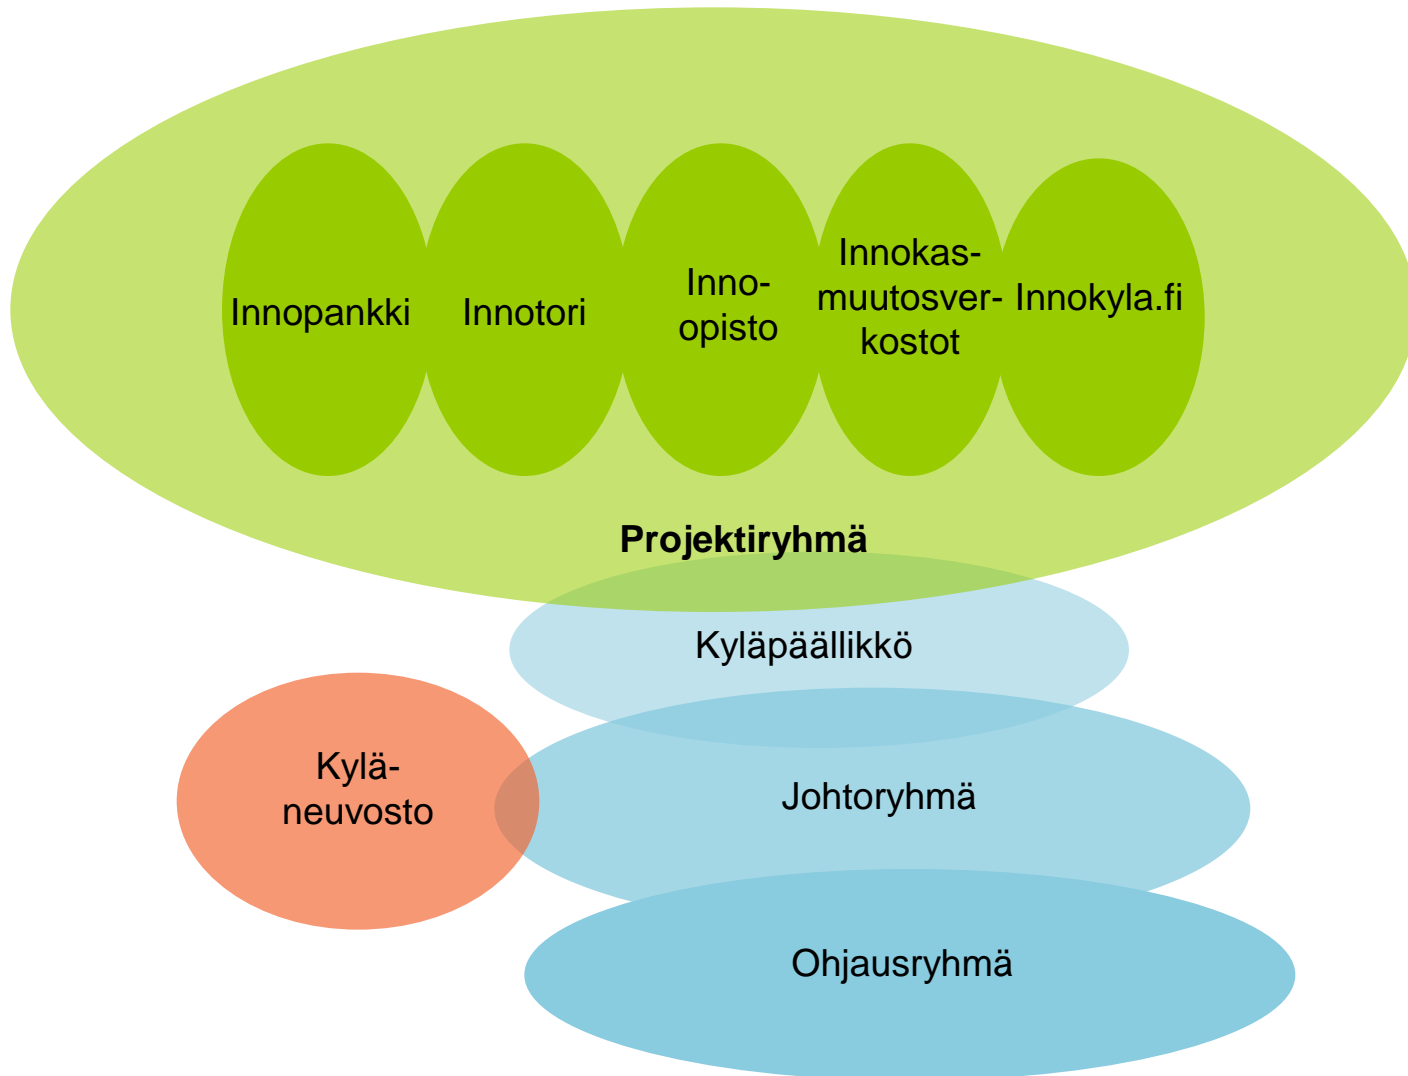 Innopankki
Innotori
Inno-
opisto
Innokas-
muutosver-
kostot
Innokyla.fi
Projektiryhmä
Kyläpäällikkö
Kylä-
neuvosto
Johtoryhmä
Ohjausryhmä